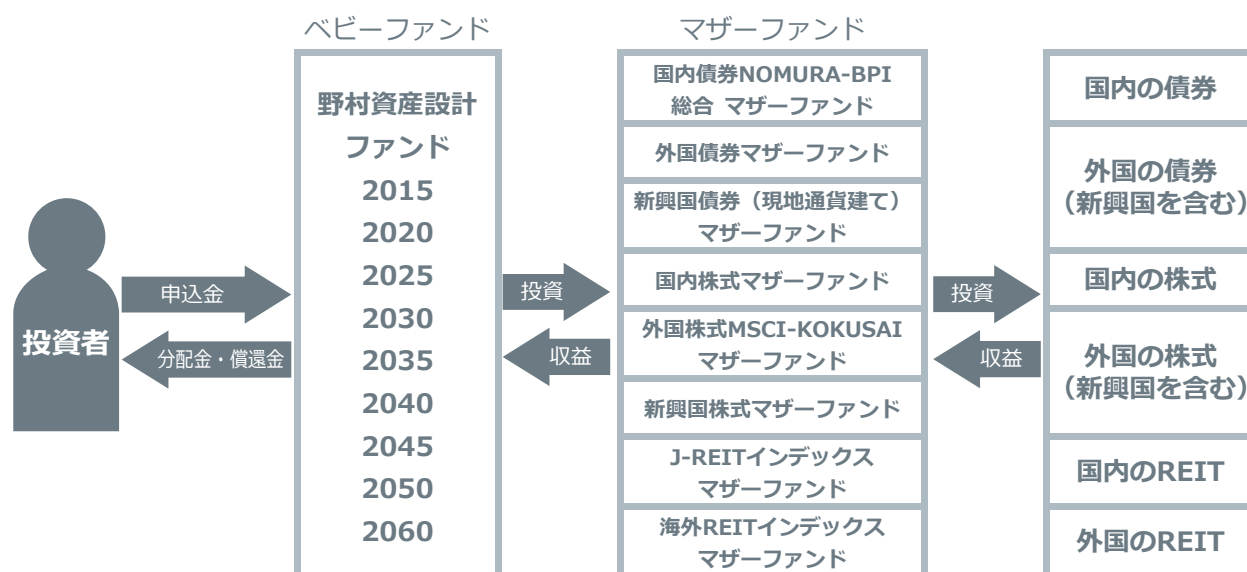 ベビーファンド
マザーファンド
投資者
申込金
分配金・償還金
野村資産設計
ファンド
2015
2020
2025
2030
2035
2040
2045
2050
2060
投資
収益
国内債券NOMURA-BPI
総合 マザーファンド
外国債券マザーファンド
新興国債券（現地通貨建て）
マザーファンド
国内株式マザーファンド
外国株式MSCI-KOKUSAI
マザーファンド
新興国株式マザーファンド
J-REITインデックス
マザーファンド
海外REITインデックス
マザーファンド
投資
収益
国内の債券
外国の債券
（新興国を含む）
国内の株式
外国の株式
（新興国を含む）
国内のREIT
外国のREIT